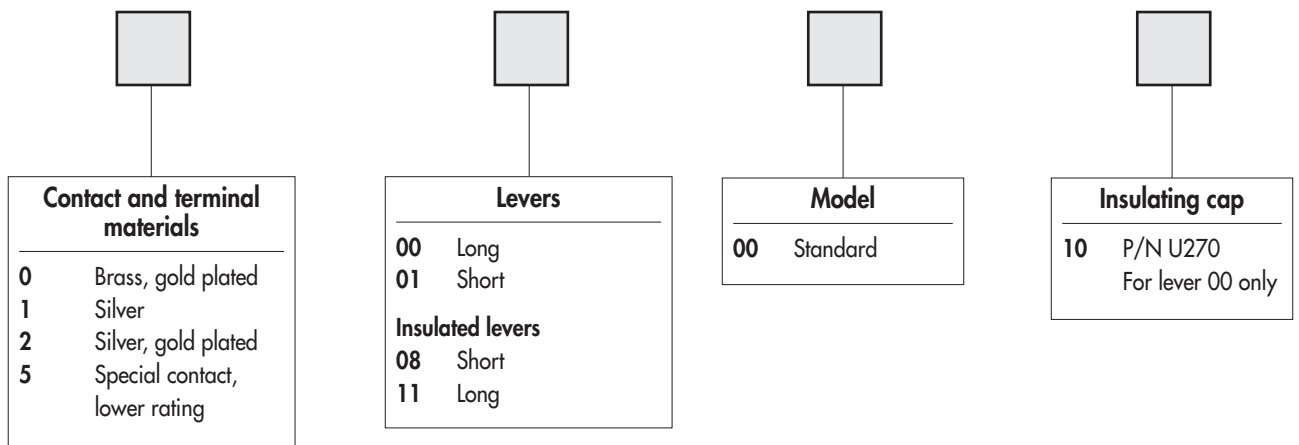 Contact and terminal
materials
0 Brass, gold plated
1 Silver
2 Silver, gold plated
5 Special contact,
lower rating
Levers
00 Long
01 Short
Insulated levers
08 Short
11 Long
Model
00 Standard
Insulating cap
10 P/N U270
For lever 00 only